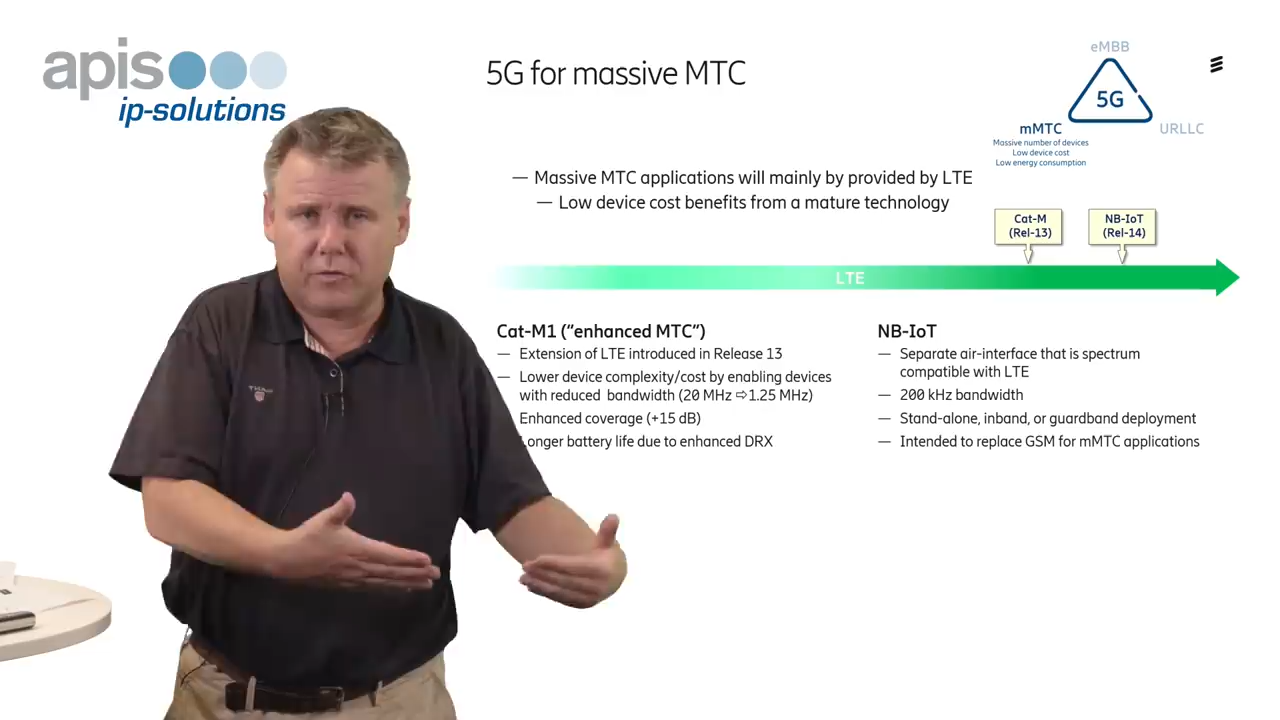 apis
ip-solutions
5G for massive MTC
eMBB
5G
mMTC
URLLC
Massive number of devices
Low device cost
Low energy consumption
— Massive MTC applications will mainly by provided by LTE
— Low device cost benefits from a mature technology
Cat-M
(Rel-13)
NB-IoT
(Rel-14)
LTE
Cat-M1 ("enhanced MTC")
— Extension of LTE introduced in Release 13
— Lower device complexity/cost by enabling devices
with reduced bandwidth (20 MHz ⇨1.25 MHz)
Enhanced coverage (+15 dB)
Longer battery life due to enhanced DRX
NB-IoT
— Separate air-interface that is spectrum
compatible with LTE
— 200 kHz bandwidth
— Stand-alone, inband, or guardband deployment
— Intended to replace GSM for mMTC applications